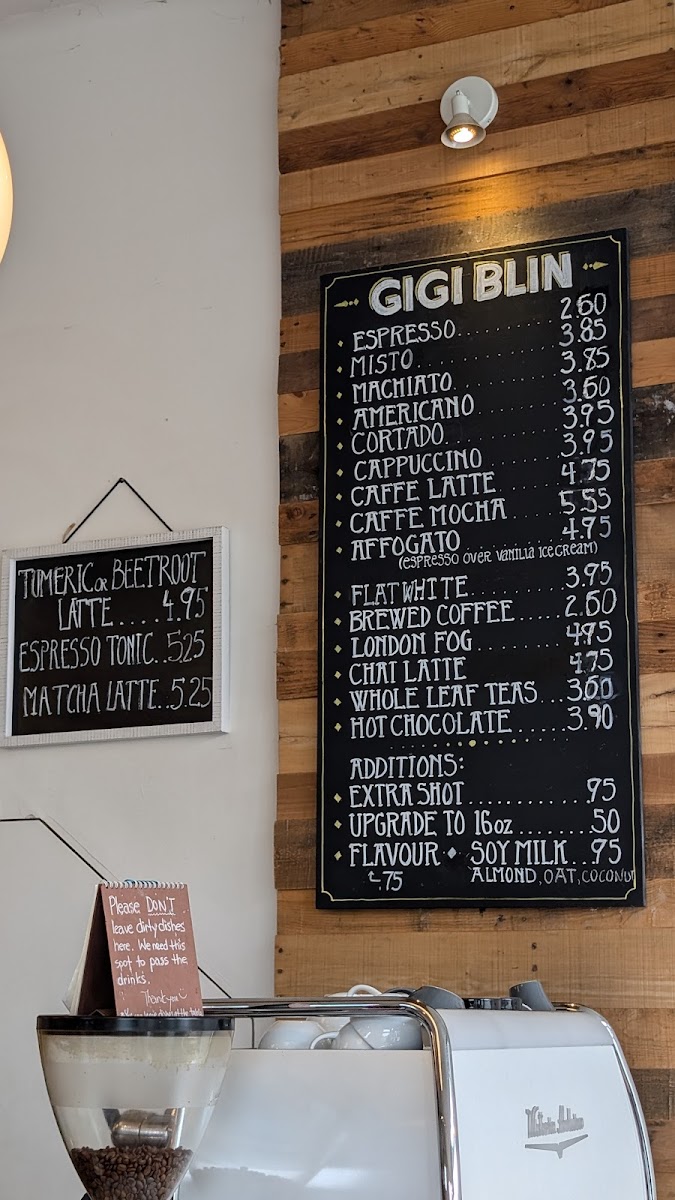 GIGI BLIN
ESPRESSO 2.60
MISTO 3.85
MACHIATO 3.85
AMERICANO 3.60
CORTADO 3.95
CAPPUCCINO 3.95
CAFFE LATTE 4.75
CAFFE MOCHA 5.55
AFFOGATO 4.95
(ESPRESSO OVER VANILIA ICE CREAM)
FLAT WHITE 3.95
BREWED COFFEE 2.60
LONDON FOG 4.95
CHAI LATTE 4.75
WHOLE LEAF TEAS 3.60
HOT CHOCOLATE 3.90
ADDITIONS:
EXTRA SHOT .95
UPGRADE TO 16oz .50
FLAVOUR SOY MILK .95
.75 ALMOND, OAT, COCONUT
TUMERIC OR BEETROOT
LATTE.....4.95
ESPRESSO TONIC..5.25
MATCHA LATTE..5.25
Please DON'T
leave dirty dishes
here. We need this
spot to pass the
drinks.
Thank you